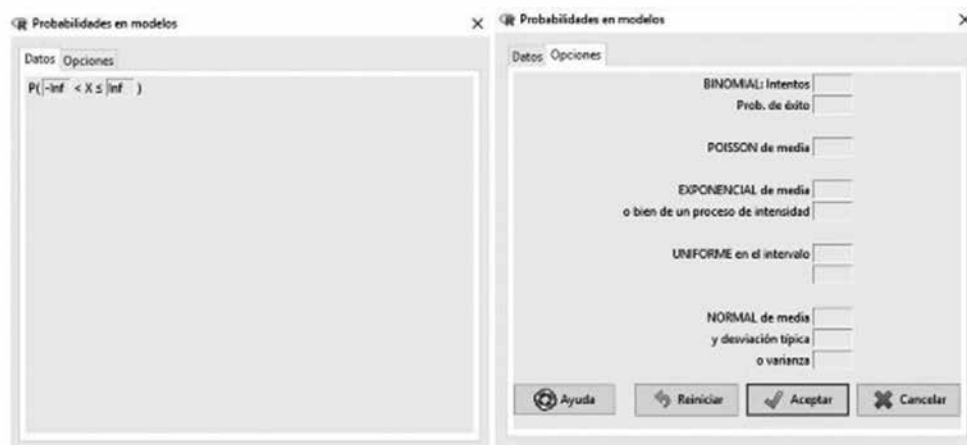 Probabilidades en modelos
Datos Opciones
P( -Inf < X ≤ Inf )
Probabilidades en modelos
Datos Opciones
BINOMIAL: Intentos
Prob. de éxito
POISSON de media
EXPONENCIAL de media
o bien de un proceso de intensidad
UNIFORME en el intervalo
NORMAL de media
y desviación típica
o varianza
Ayuda Reiniciar Aceptar Cancelar